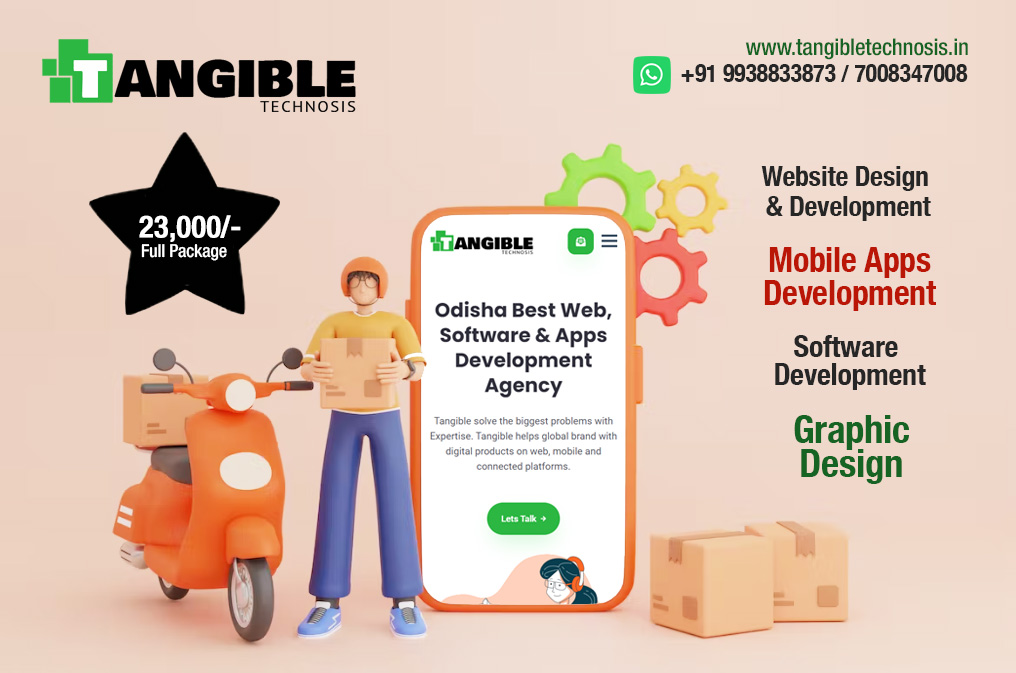 TANGIBLE
TECHNOSIS
www.tangibletechnosis.in
+91 9938833873 / 7008347008
23,000/-
Full Package
TANGIBLE
TECHNOSIS
Odisha Best Web,
Software & Apps
Development
Agency
Tangible solve the biggest problems with
Expertise. Tangible helps global brand with
digital products on web, mobile and
connected platforms.
Lets Talk →
Website Design
& Development
Mobile Apps
Development
Software
Development
Graphic
Design